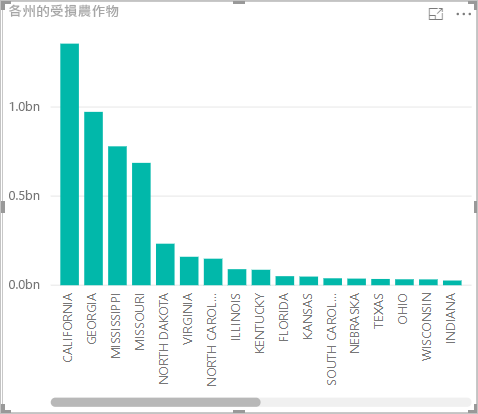 各州的受損農作物
1.0bn
0.5bn
0.0bn
CALIFORNIA
GEORGIA
MISSISSIPPI
MISSOURI
NORTH DAKOTA
VIRGINIA
NORTH CAROL...
ILLINOIS
KENTUCKY
FLORIDA
KANSAS
SOUTH CAROL...
NEBRASKA
TEXAS
OHIO
WISCONSIN
INDIANA